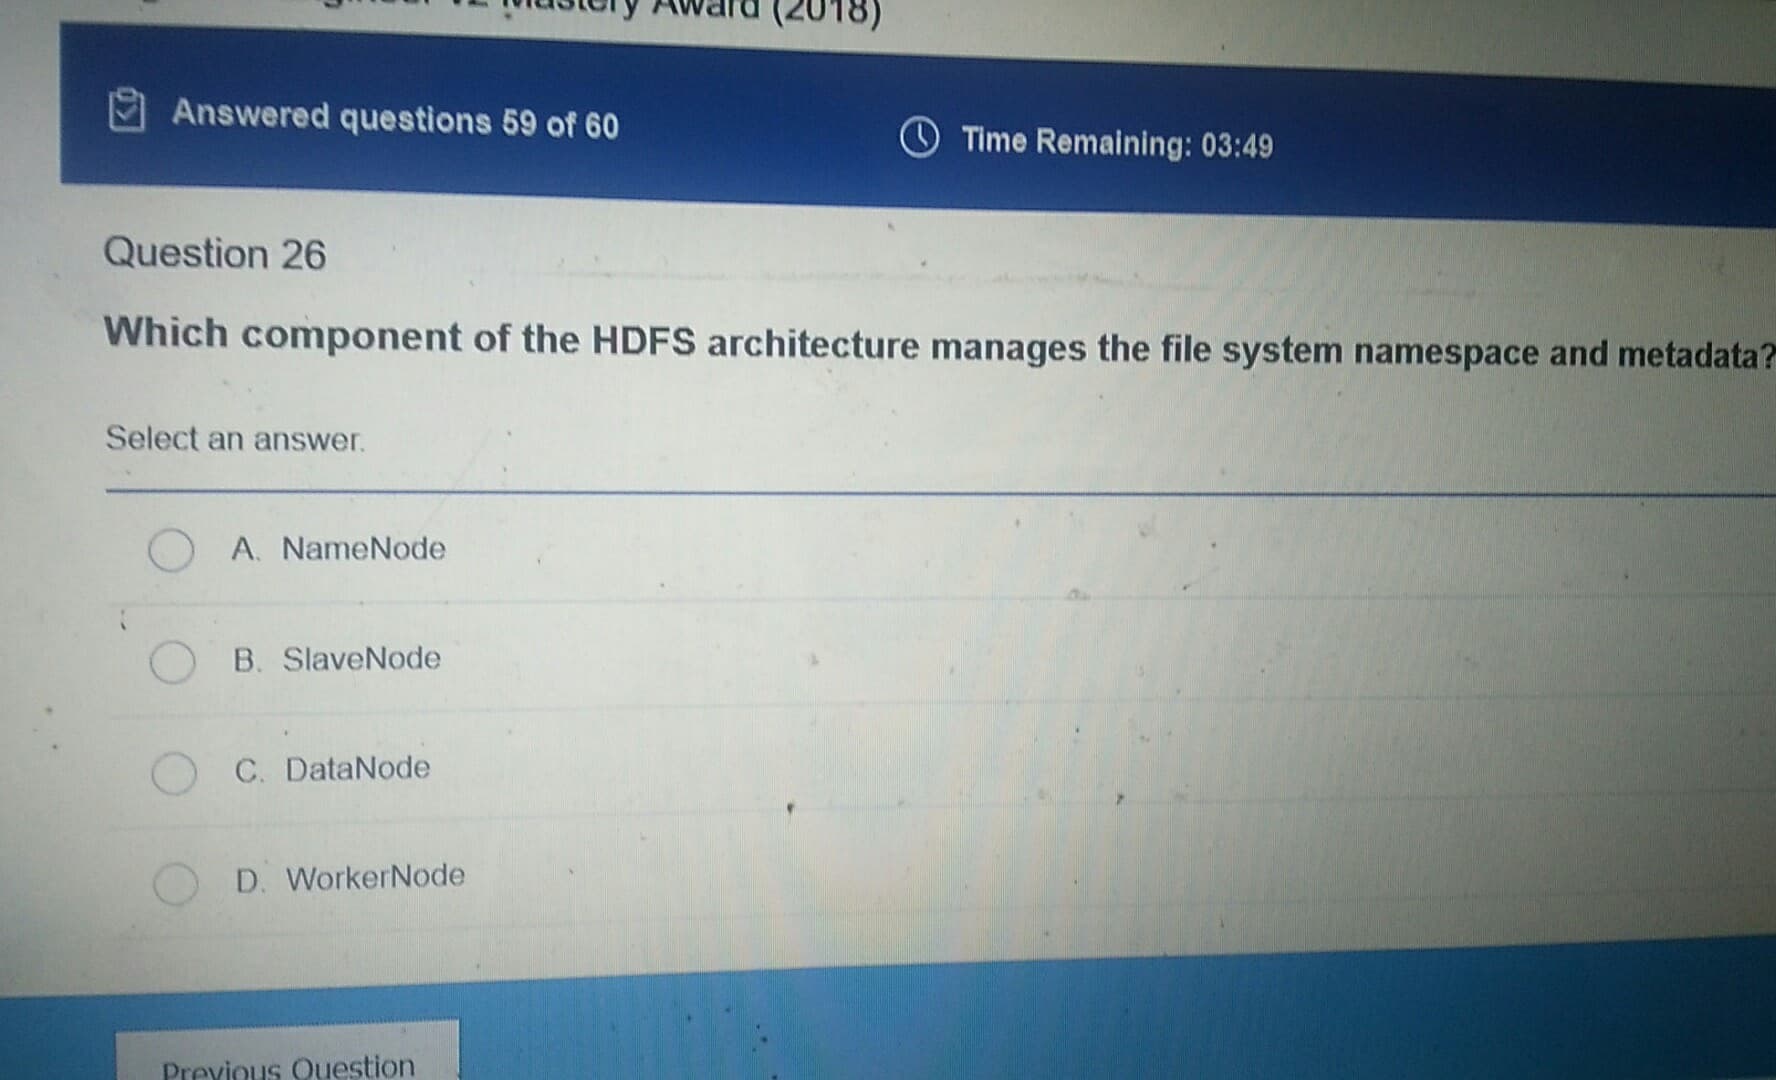 Mastery Award (2018)
Answered questions 59 of 60
Time Remaining: 03:49
Question 26
Which component of the HDFS architecture manages the file system namespace and metadata?
Select an answer.
A. NameNode
B. SlaveNode
C. DataNode
D. WorkerNode
Previous Question